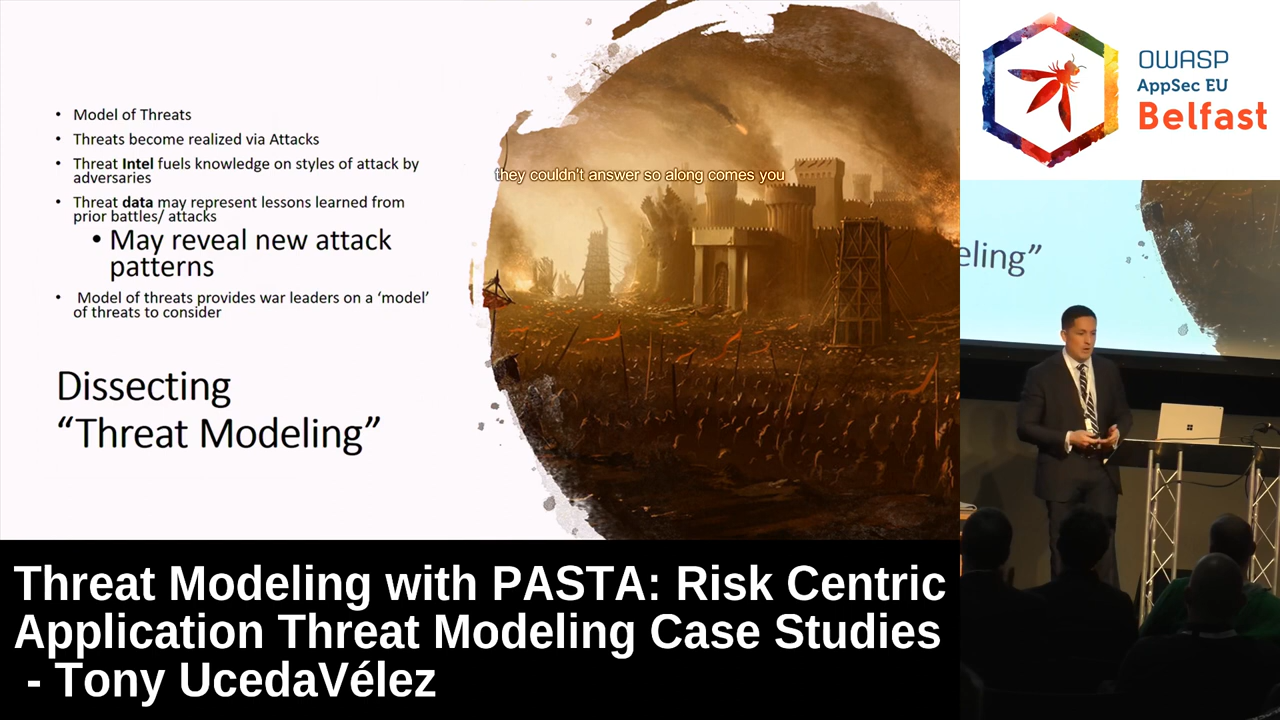 • Model of Threats
• Threats become realized via Attacks
• Threat Intel fuels knowledge on styles of attack by
adversaries
• Threat data may represent lessons learned from
prior battles/ attacks
• May reveal new attack
patterns
• Model of threats provides war leaders on a ‘model’
of threats to consider
Dissecting
“Threat Modeling”
they couldn't answer so along comes you
OWASP
AppSec EU
Belfast
eling”
Threat Modeling with PASTA: Risk Centric
Application Threat Modeling Case Studies
- Tony UcedaVélez